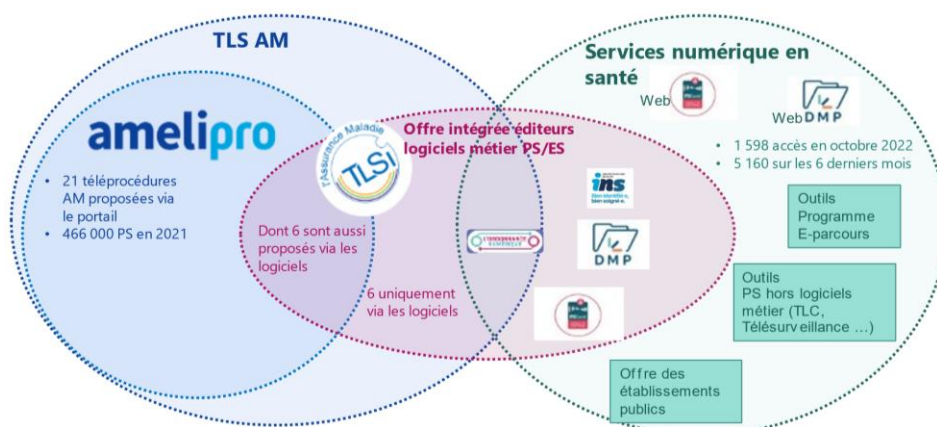 TLS AM
Services numérique en
santé
Web
Web
DMP
1 598 accès en octobre 2022
5 160 sur les 6 derniers mois
amelipro
l'Assurance Maladie
TLSi
Offre intégrée éditeurs
logiciels métier PS/ES
21 téléprocédures
AM proposées via
le portail
466 000 PS en 2021
Dont 6 sont aussi
proposés via les
logiciels
6 uniquement
via les logiciels
ins
DMP
Outils
Programme
E-parcours
Outils
PS hors logiciels
métier (TLC,
Télésurveillance …)
Offre des
établissements
publics